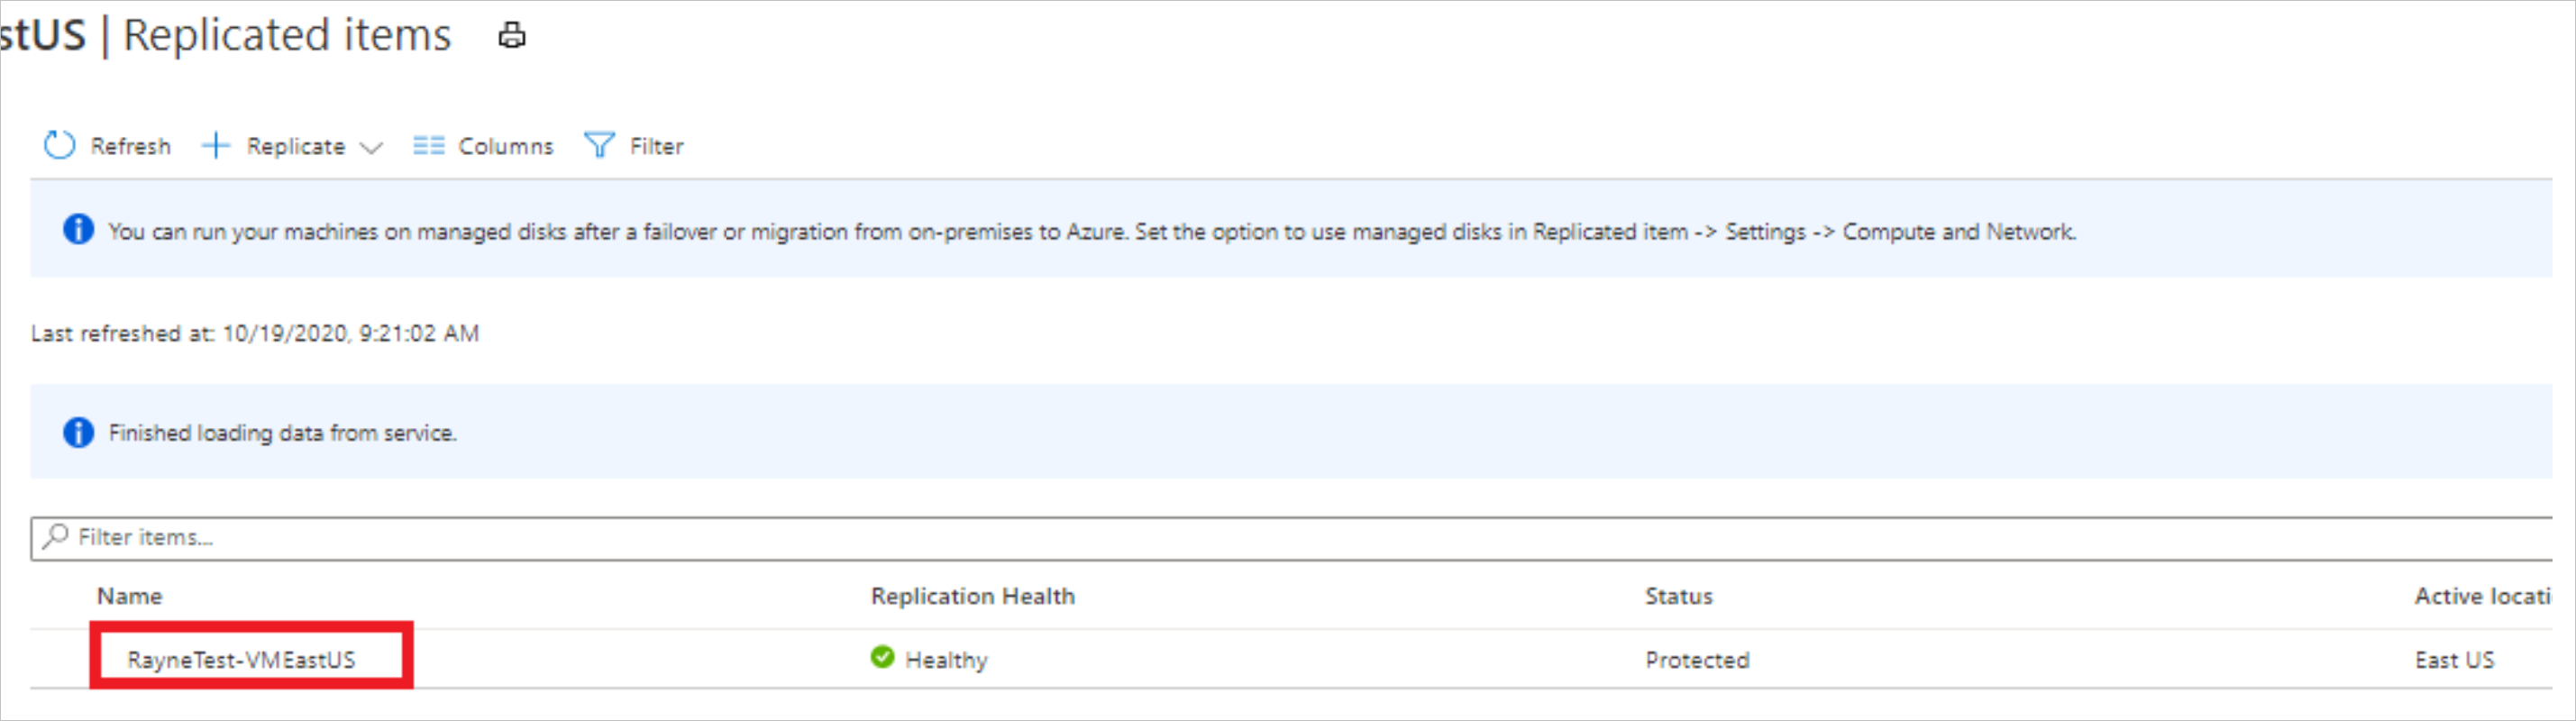 stUS | Replicated items
Refresh Replicate Columns Filter
You can run your machines on managed disks after a failover or migration from on-premises to Azure. Set the option to use managed disks in Replicated item -> Settings -> Compute and Network.
Last refreshed at: 10/19/2020, 9:21:02 AM
Finished loading data from service.
Filter items...
Name Replication Health Status Active locati
RayneTest-VMEastUS Healthy Protected East US